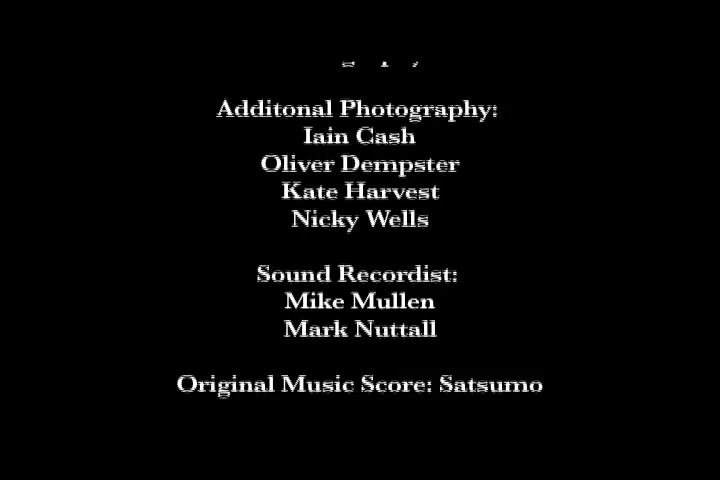 Additonal Photography:
Iain Cash
Oliver Dempster
Kate Harvest
Nicky Wells
Sound Recordist:
Mike Mullen
Mark Nuttall
Original Music Score: Satsumo